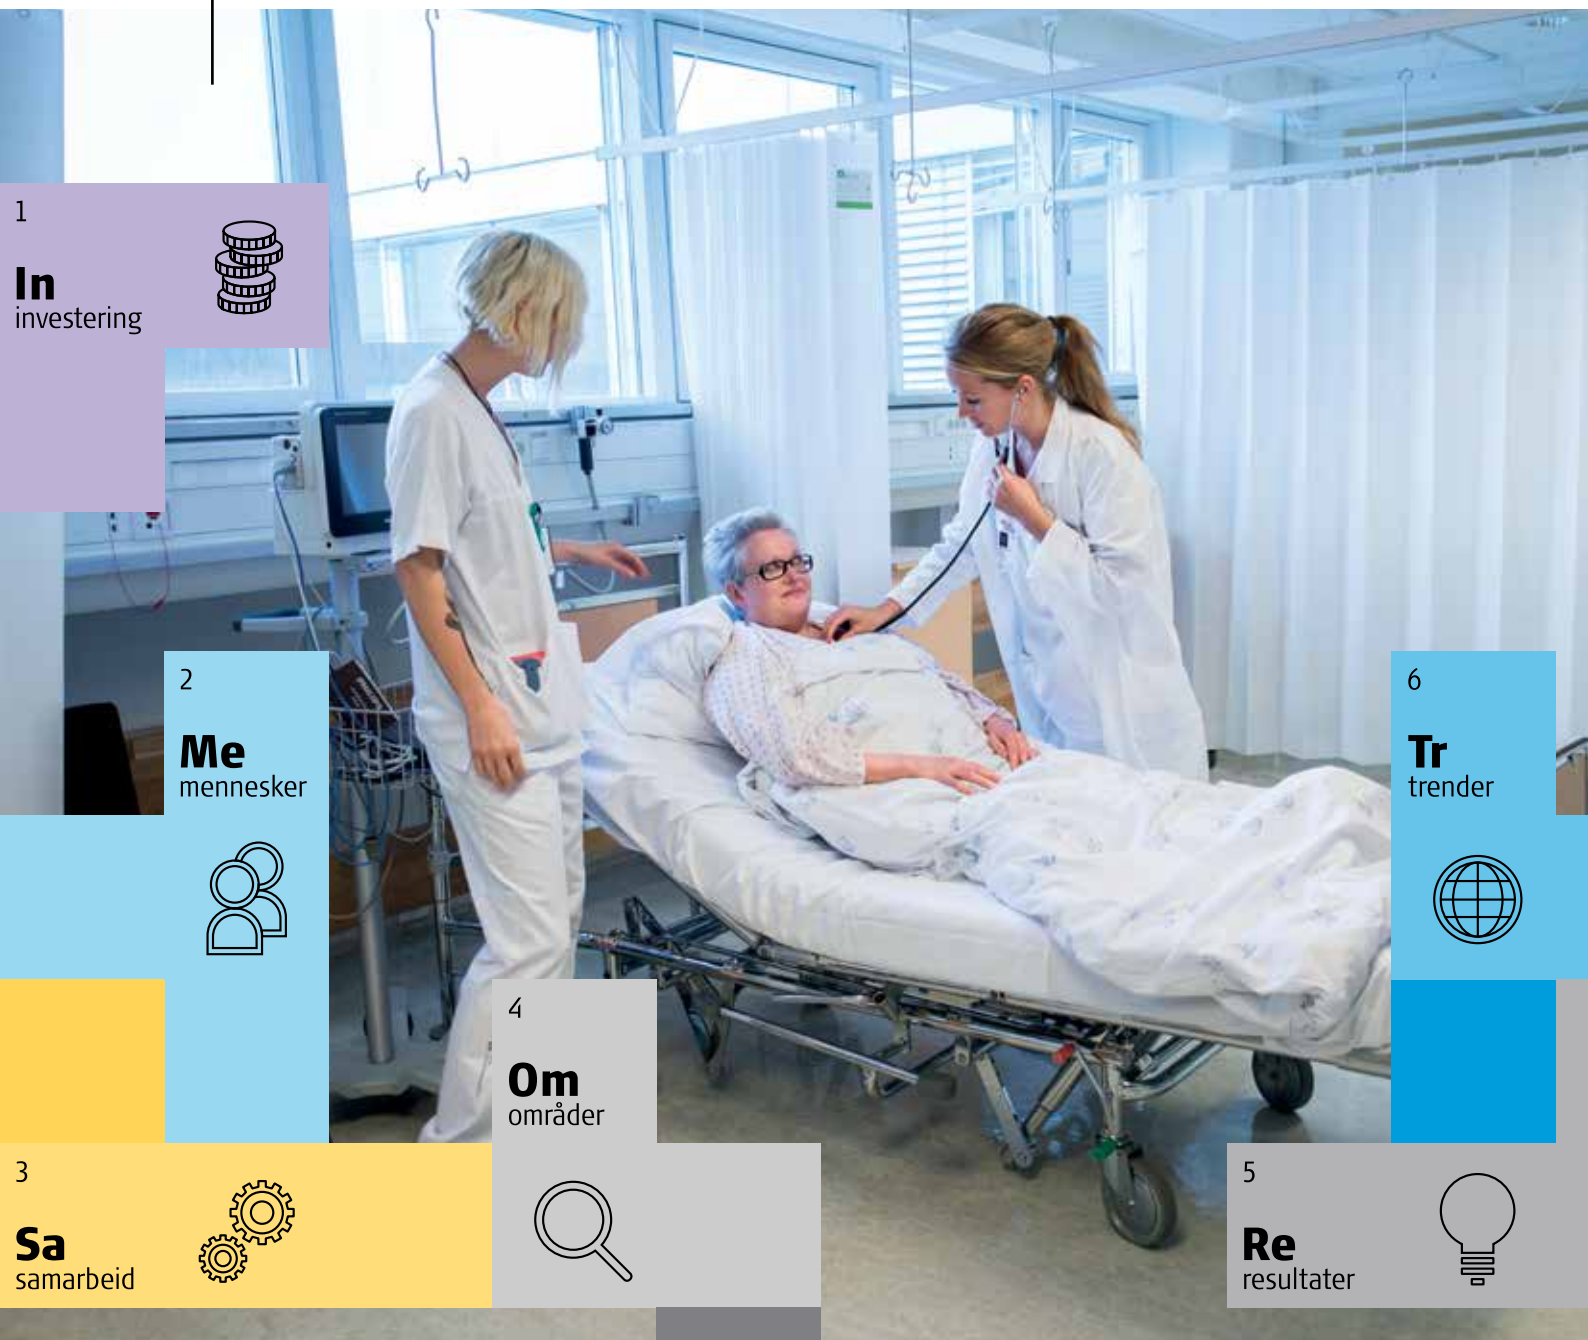 1
In
investering
2
Me
mennesker
3
Sa
samarbeid
4
Om
områder
5
Re
resultater
6
Tr
trender